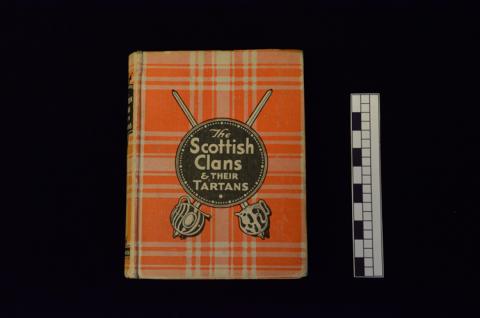 The
Scottish
Clans
& THEIR
TARTANS